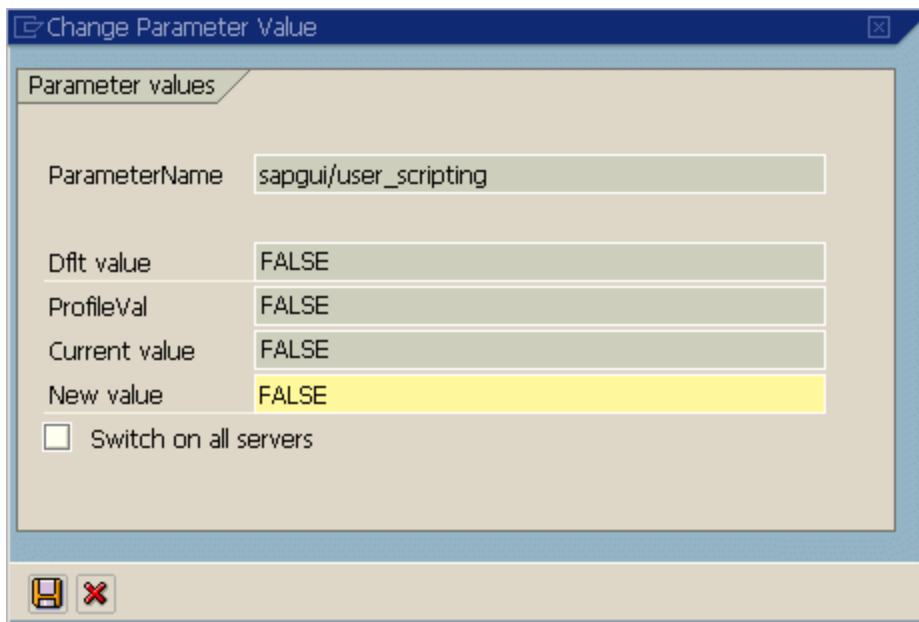 Change Parameter Value
Parameter values
ParameterName sapgui/user_scripting
Dflt value FALSE
ProfileVal FALSE
Current value FALSE
New value FALSE
Switch on all servers